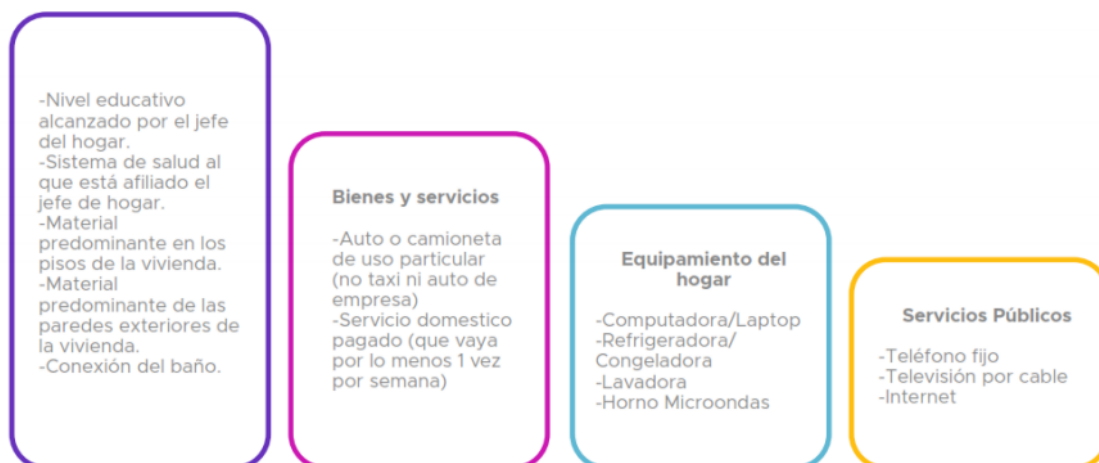 -Nivel educativo
alcanzado por el jefe
del hogar.
-Sistema de salud al
que está afiliado el
jefe de hogar.
-Material
predominante en los
pisos de la vivienda.
-Material
predominante de las
paredes exteriores de
la vivienda.
-Conexión del baño.
Bienes y servicios
-Auto o camioneta
de uso particular
(no taxi ni auto de
empresa)
-Servicio domestico
pagado (que vaya
por lo menos 1 vez
por semana)
Equipamiento del
hogar
-Computadora/Laptop
-Refrigeradora/
Congeladora
-Lavadora
-Horno Microondas
Servicios Públicos
-Teléfono fijo
-Televisión por cable
-Internet